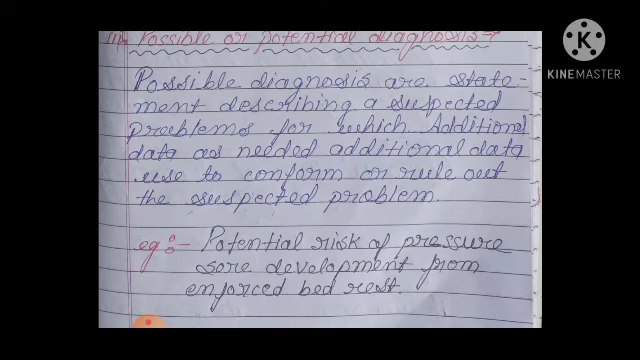 (ii) Possible or potential diagnosis →
Possible diagnosis are state-
ment describing a suspected
problems for which Additional
data as needed additional data
use to conform or rule out
the suspected problem.
eg:- Potential risk of pressure
sore development from
enforced bed rest.
KINEMASTER